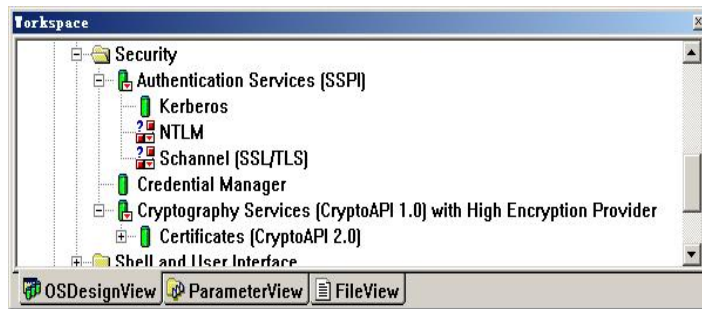 Workspace
Security
Authentication Services (SSPI)
Kerberos
NTLM
Schannel (SSL/TLS)
Credential Manager
Cryptography Services (CryptoAPI 1.0) with High Encryption Provider
Certificates (CryptoAPI 2.0)
Shell and User Interface
OSDesignView ParameterView FileView